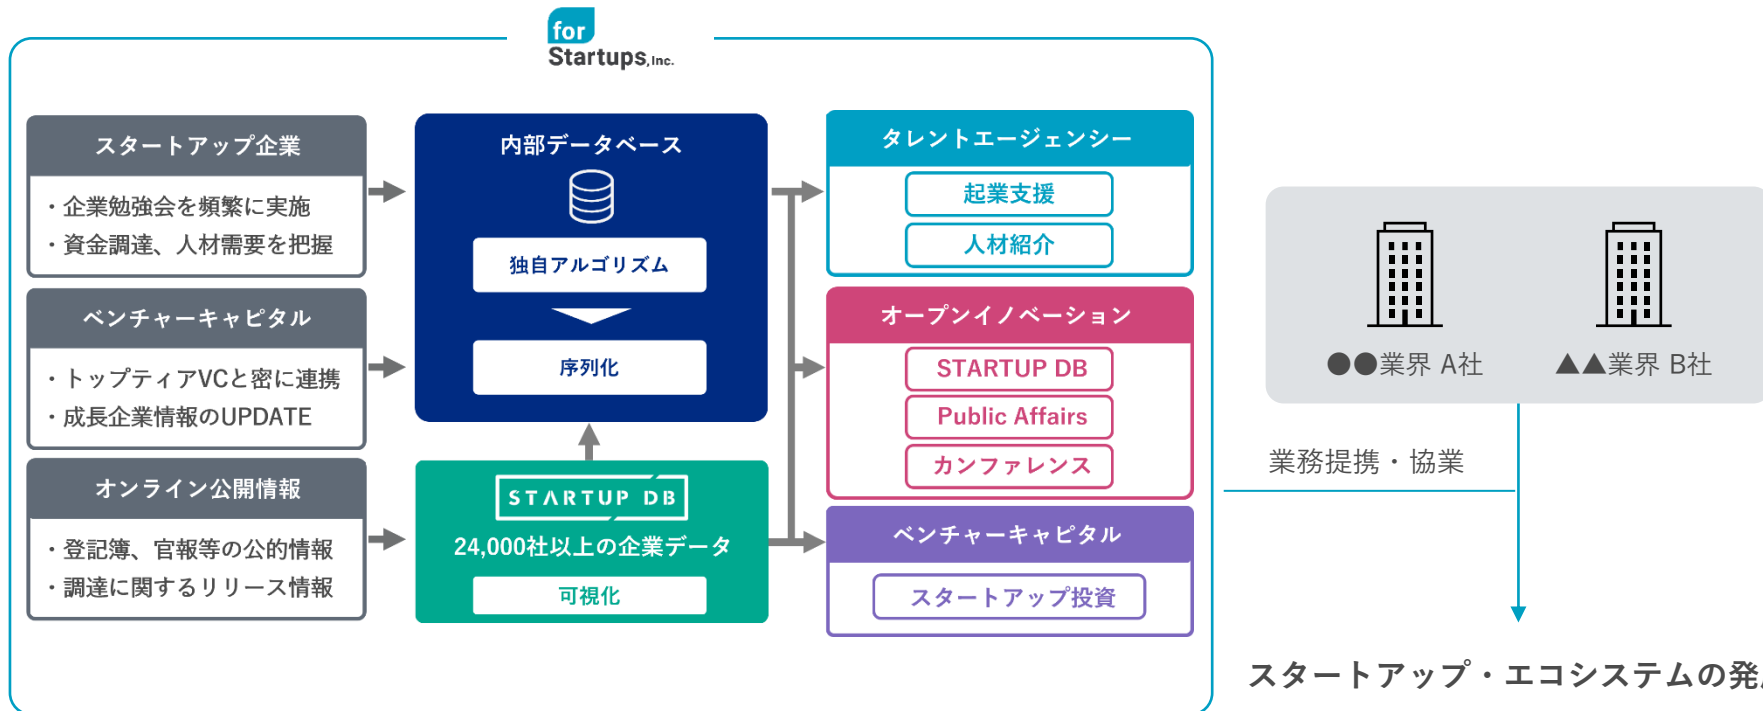 for
Startups,Inc.
スタートアップ企業
・企業勉強会を頻繁に実施
・資金調達、人材需要を把握
ベンチャーキャピタル
・トップティアVCと密に連携
・成長企業情報のUPDATE
オンライン公開情報
・登記簿、官報等の公的情報
・調達に関するリリース情報
内部データベース
独自アルゴリズム
序列化
STARTUP DB
24,000社以上の企業データ
可視化
タレントエージェンシー
起業支援
人材紹介
オープンイノベーション
STARTUP DB
Public Affairs
カンファレンス
ベンチャーキャピタル
スタートアップ投資
●●業界 A社
▲▲業界 B社
業務提携・協業
スタートアップ・エコシステムの発